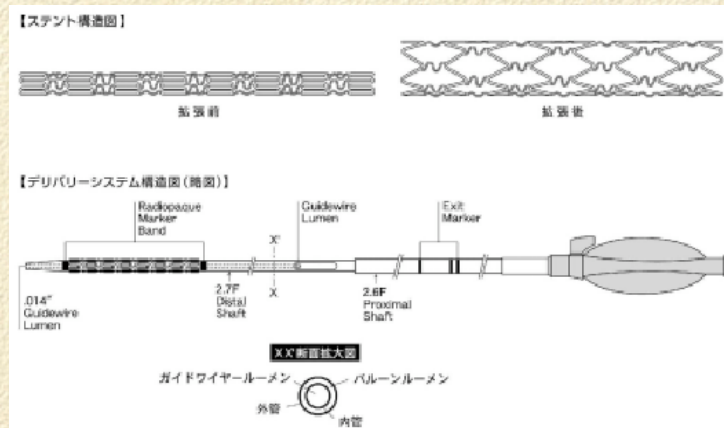 【ステント構造図】
拡張前
拡張後
【デリバリーシステム構造図(略図)】
Radiopaque
Marker
Band
Guidewire
Lumen
Exit
Marker
X'
X
.014"
Guidewire
Lumen
2.7F
Distal
Shaft
2.6F
Proximal
Shaft
XX'断面拡大図
ガイドワイヤールーメン
バルーンルーメン
外管
内管